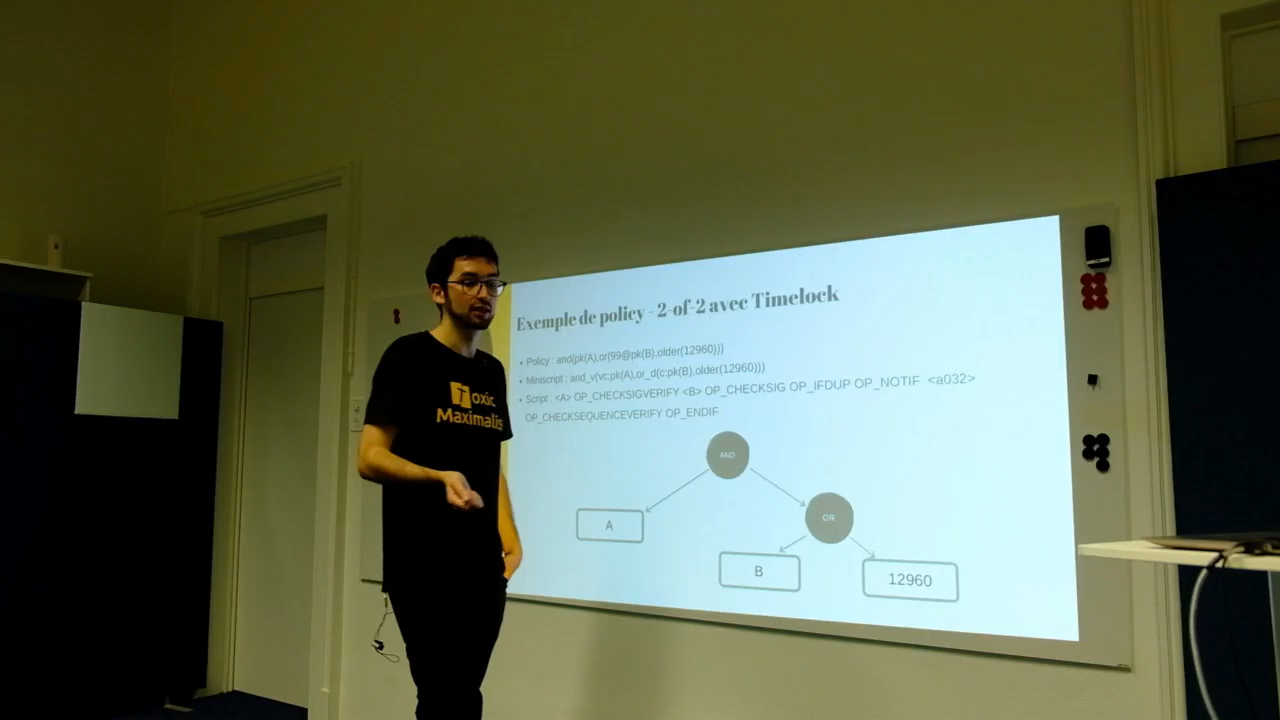 Exemple de policy - 2-of-2 avec Timelock
• Policy : and(pk(A),or(99@pk(B),older(12960)))
• Miniscript : and_v(vc:pk(A),or_d(c:pk(B),older(12960)))
• Script : <A> OP_CHECKSIGVERIFY <B> OP_CHECKSIG OP_IFDUP OP_NOTIF <a032>
OP_CHECKSEQUENCEVERIFY OP_ENDIF
AND
A
OR
B
12960
Toxic
Maximalis